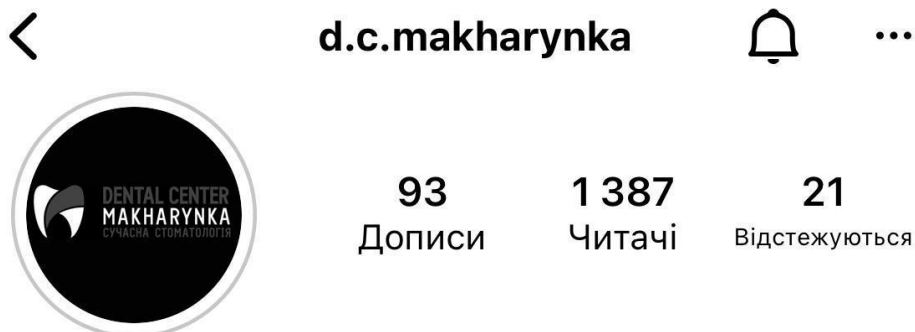 d.c.makharynka
DENTAL CENTER
MAKHARYNKA
СУЧАСНА СТОМАТОЛОГІЯ
93
1 387
21
Дописи
Читачі
Відстежуються